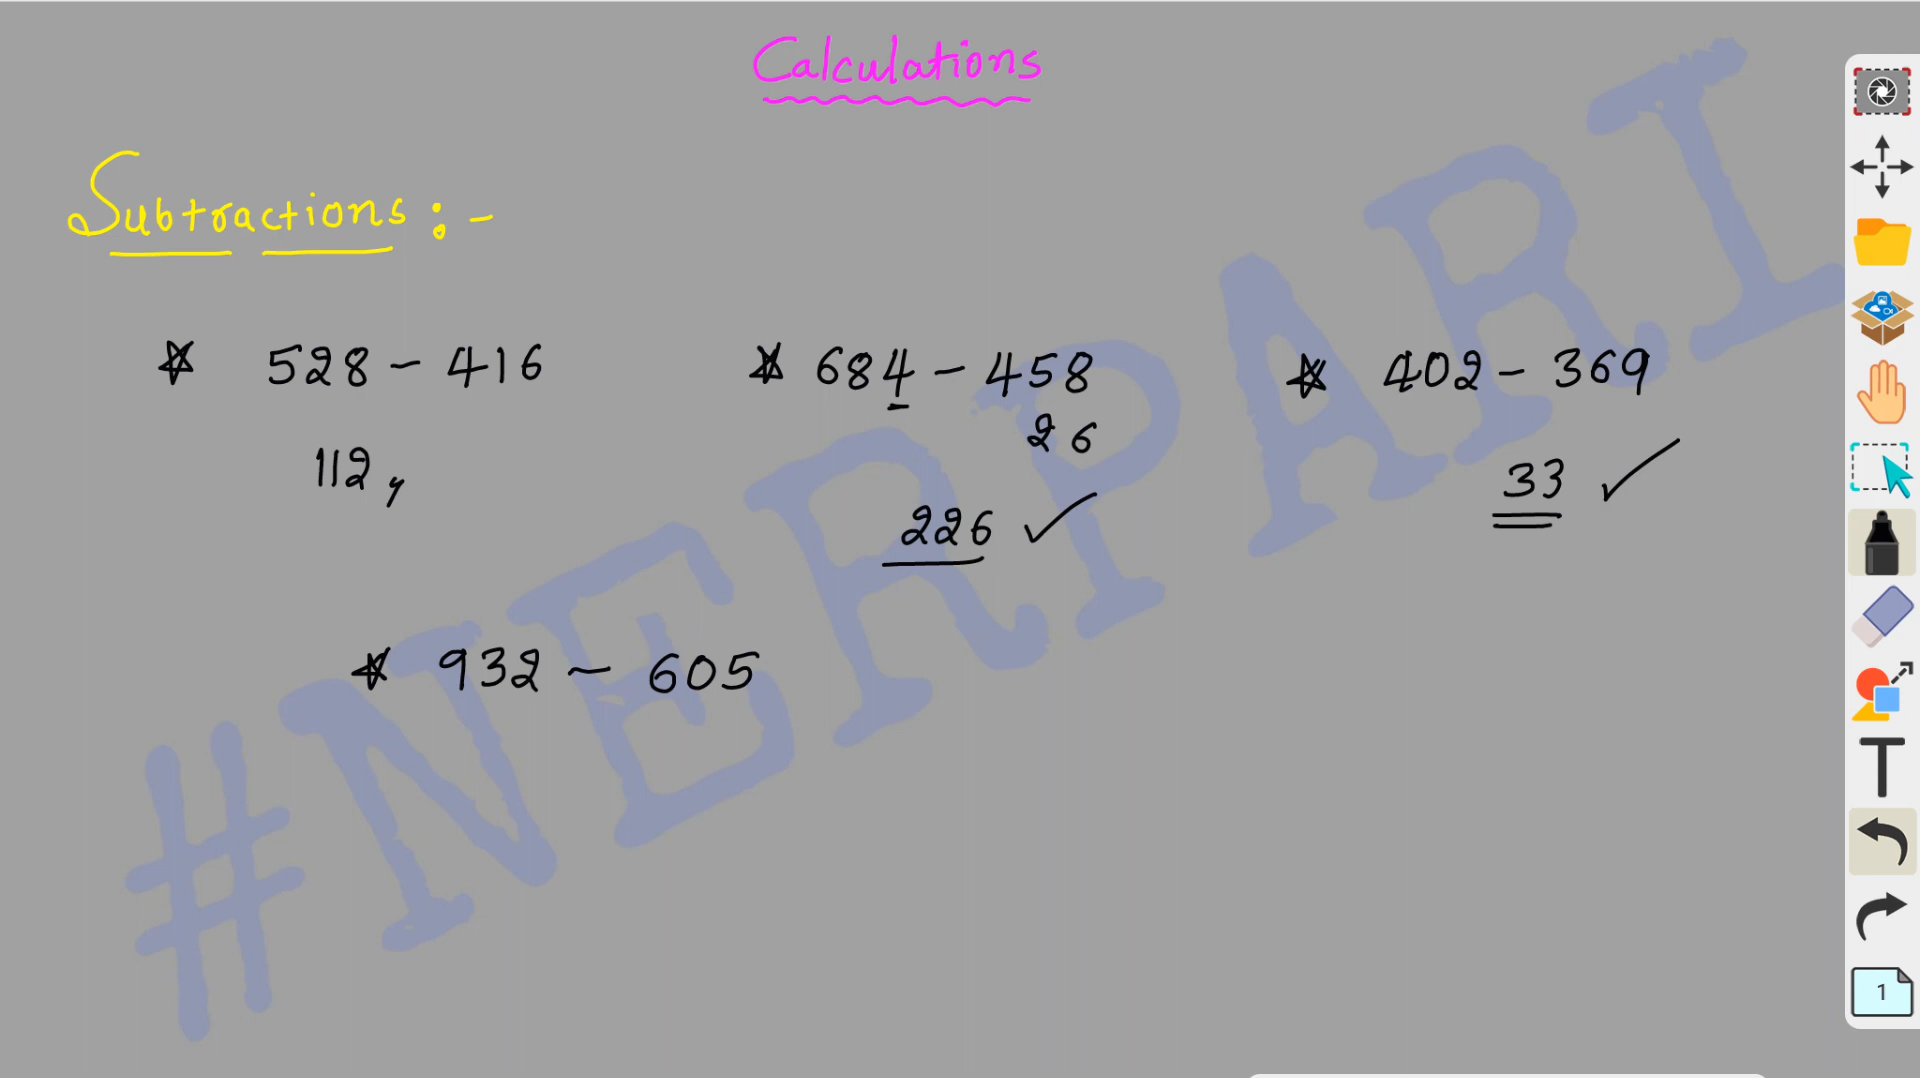 Calculations
Subtractions :-
☆ 528 - 416
112,
☆ 684 - 458
26
226 ✓
☆ 402 - 369
33 ✓
☆ 932 - 605
#NERPARI
T
1